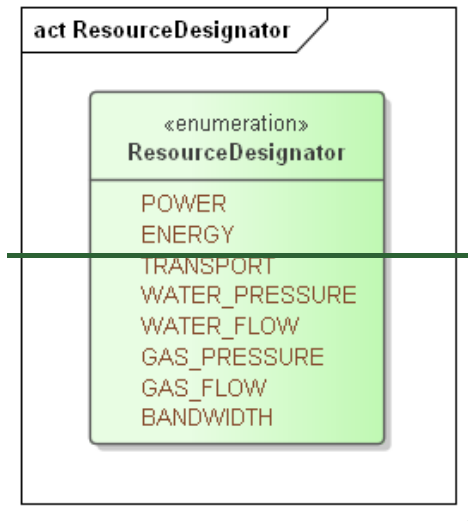 act ResourceDesignator
«enumeration»
ResourceDesignator
POWER
ENERGY
TRANSPORT
WATER_PRESSURE
WATER_FLOW
GAS_PRESSURE
GAS_FLOW
BANDWIDTH